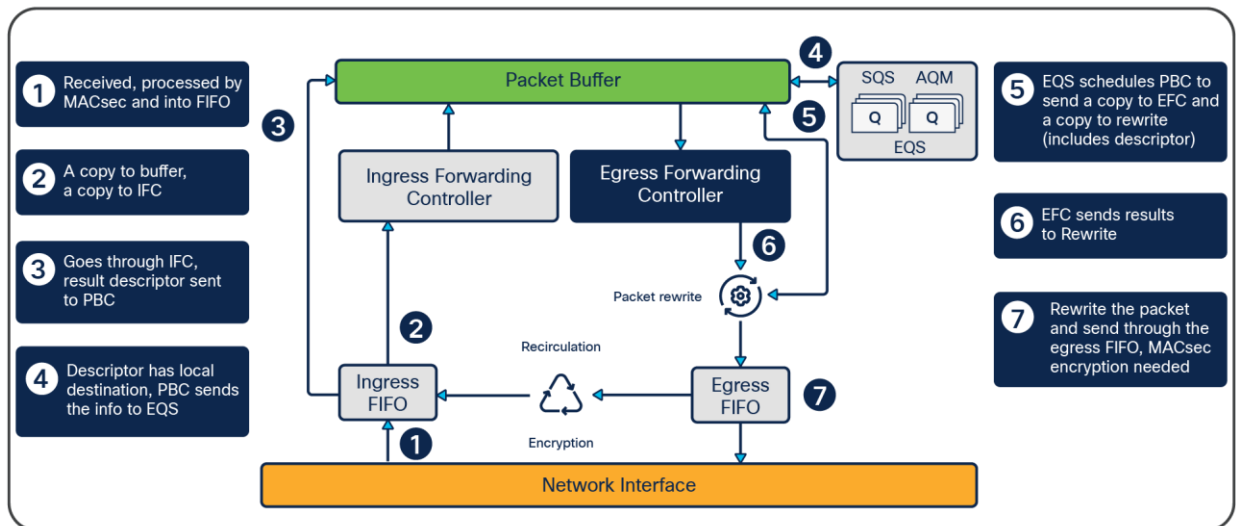 1
Received, processed by
MACsec and into FIFO
2
A copy to buffer,
a copy to IFC
3
Goes through IFC,
result descriptor sent
to PBC
4
Descriptor has local
destination, PBC sends
the info to EQS
Packet Buffer
4
SQS AQM
Q Q
EQS
3
5
Ingress Forwarding
Controller
Egress Forwarding
Controller
6
Packet rewrite
2
Recirculation
Ingress
FIFO
Egress
FIFO
7
Encryption
1
Network Interface
5
EQS schedules PBC to
send a copy to EFC and
a copy to rewrite
(includes descriptor)
6
EFC sends results
to Rewrite
7
Rewrite the packet
and send through the
egress FIFO, MACsec
encryption needed